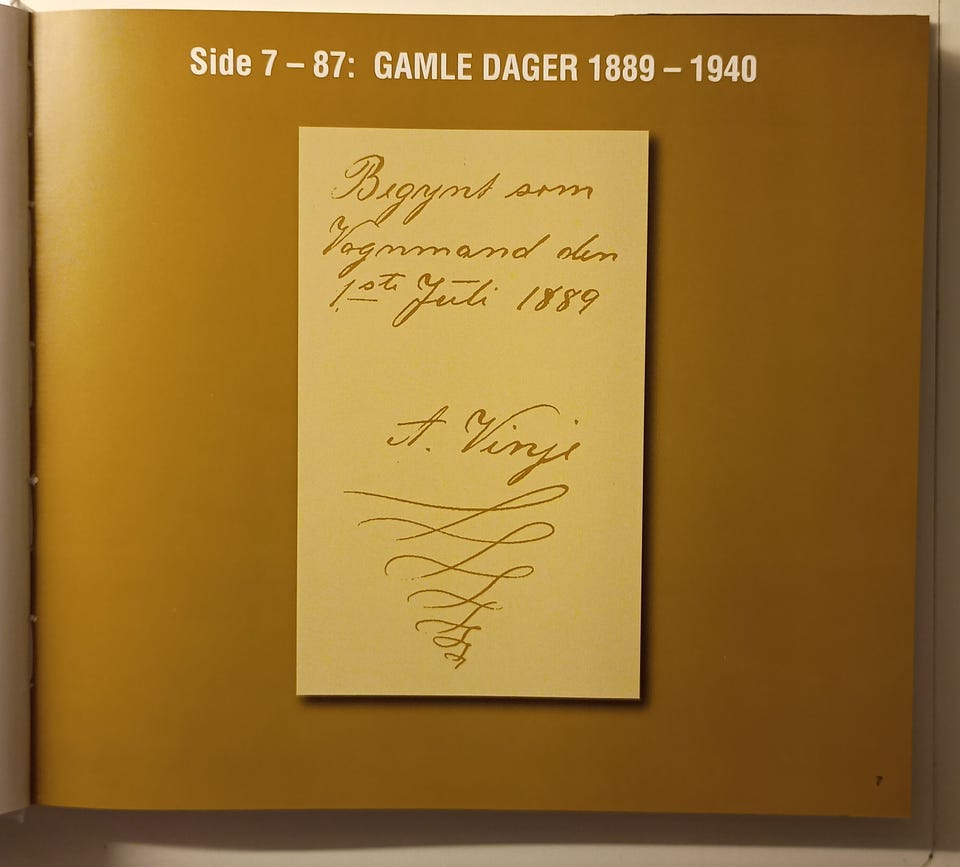 Side 7 – 87: GAMLE DAGER 1889 – 1940
Begynt som
Vognmand den
1ste Juli 1889
A. Vinje
7